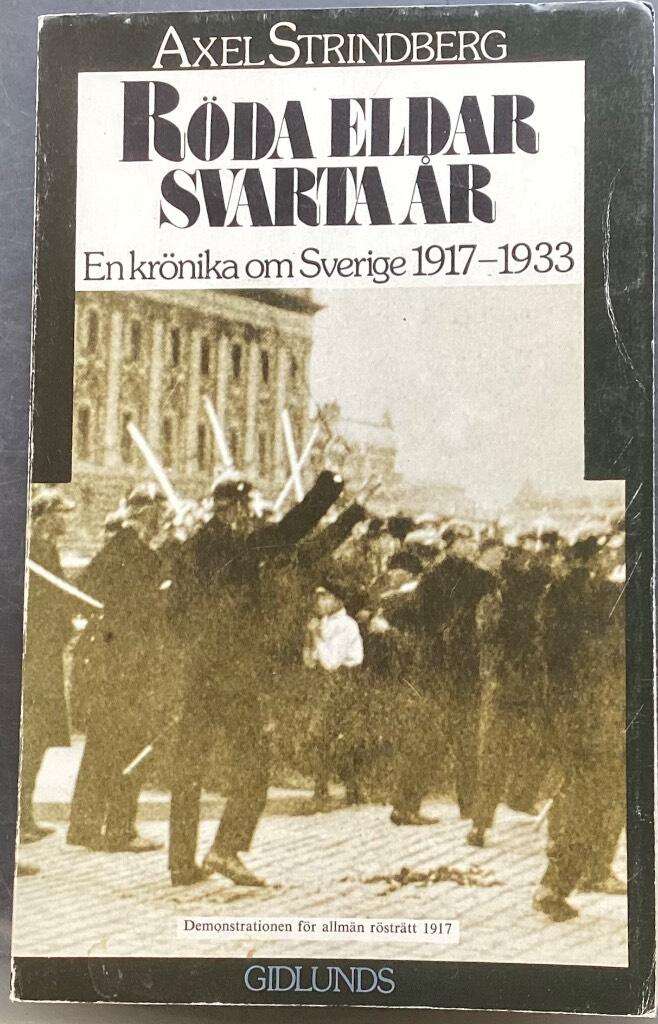 AXEL STRINDBERG
RÖDA ELDAR
SVARTA ÅR
En krönika om Sverige 1917–1933
Demonstrationen för allmän rösträtt 1917
GIDLUNDS